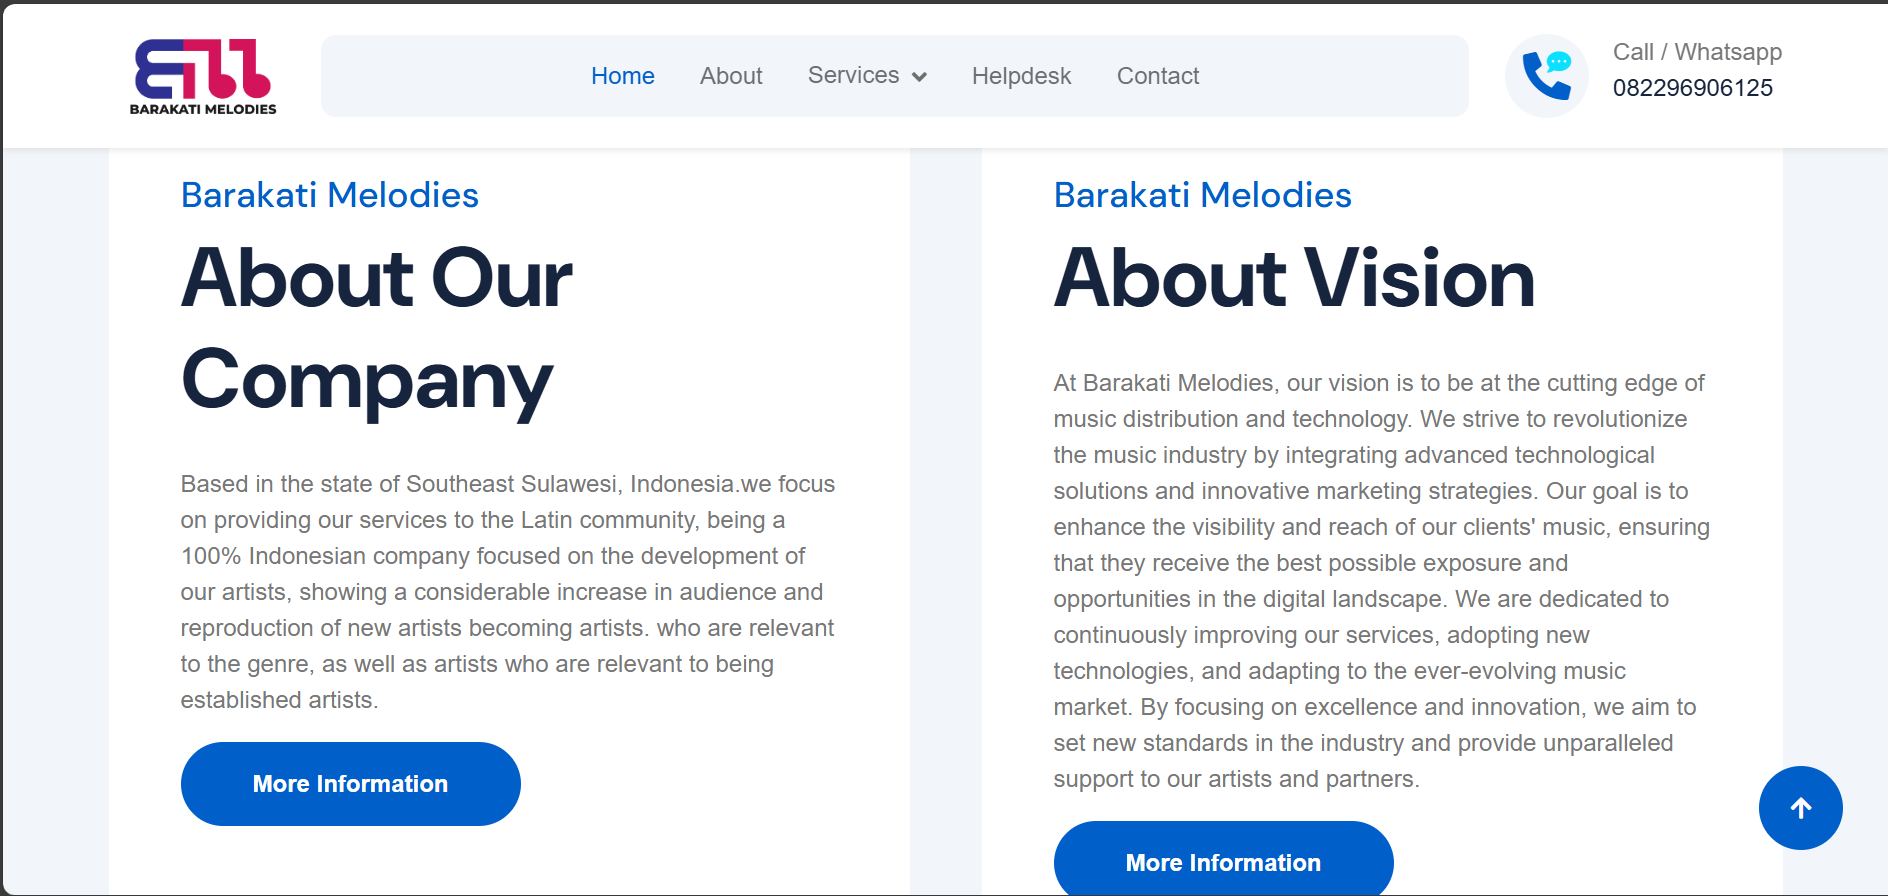 BARAKATI MELODIES
Home About Services Helpdesk Contact
Call / Whatsapp
082296906125
Barakati Melodies
About Our
Company
Based in the state of Southeast Sulawesi, Indonesia.we focus
on providing our services to the Latin community, being a
100% Indonesian company focused on the development of
our artists, showing a considerable increase in audience and
reproduction of new artists becoming artists. who are relevant
to the genre, as well as artists who are relevant to being
established artists.
More Information
Barakati Melodies
About Vision
At Barakati Melodies, our vision is to be at the cutting edge of
music distribution and technology. We strive to revolutionize
the music industry by integrating advanced technological
solutions and innovative marketing strategies. Our goal is to
enhance the visibility and reach of our clients' music, ensuring
that they receive the best possible exposure and
opportunities in the digital landscape. We are dedicated to
continuously improving our services, adopting new
technologies, and adapting to the ever-evolving music
market. By focusing on excellence and innovation, we aim to
set new standards in the industry and provide unparalleled
support to our artists and partners.
More Information